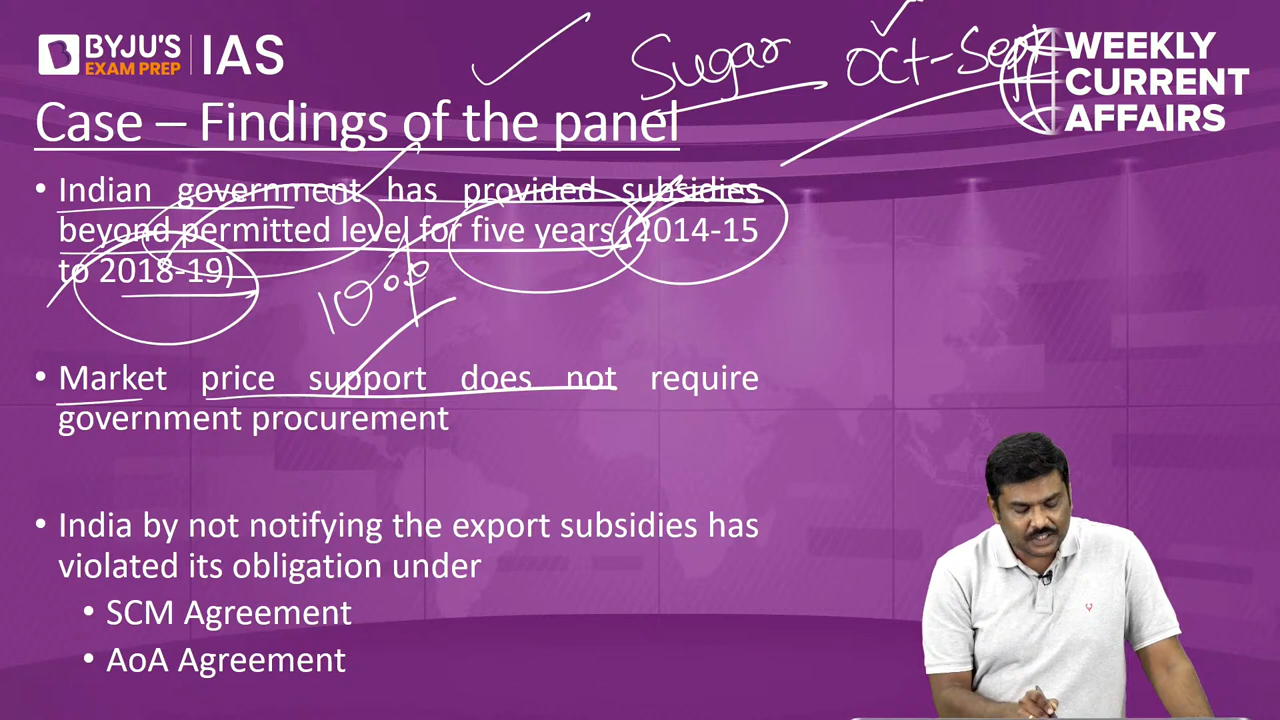 BYJU'S
EXAM PREP
IAS
Sugar Oct-Sept
WEEKLY
CURRENT
AFFAIRS
Case – Findings of the panel
• Indian government has provided subsidies
beyond permitted level for five years (2014-15
to 2018-19)
10%
• Market price support does not require
government procurement
• India by not notifying the export subsidies has
violated its obligation under
• SCM Agreement
• AoA Agreement